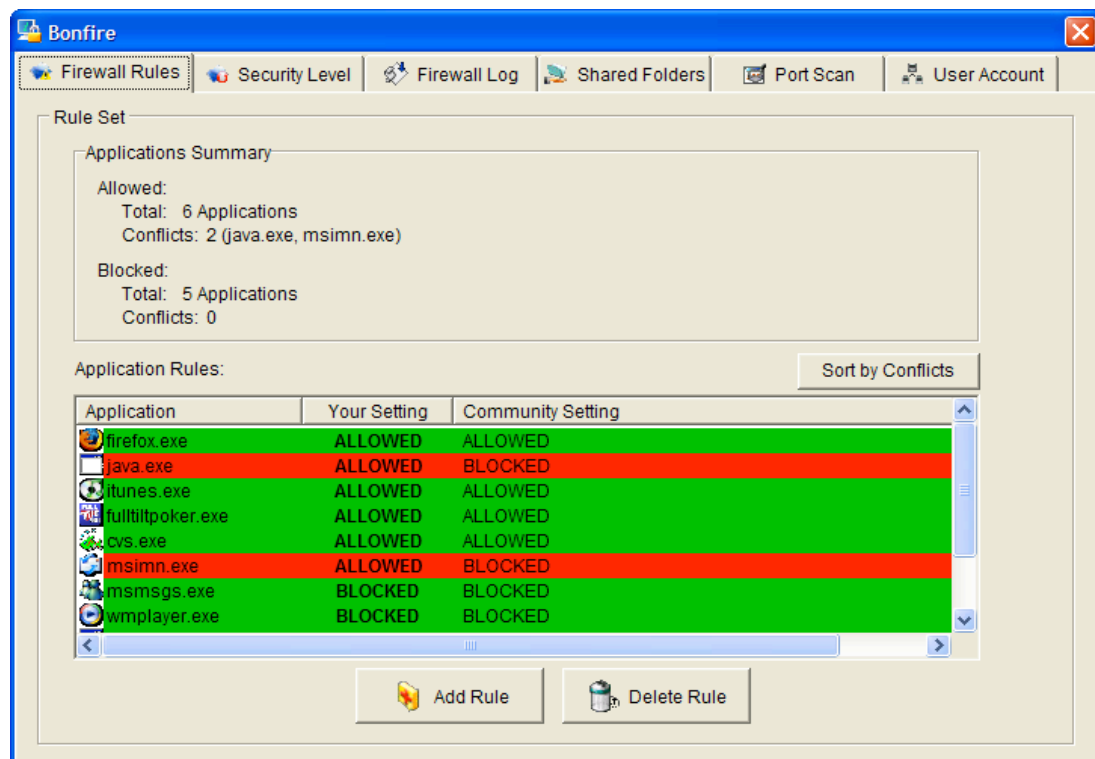 Bonfire
Firewall Rules Security Level Firewall Log Shared Folders Port Scan User Account
Rule Set
Applications Summary
Allowed:
Total: 6 Applications
Conflicts: 2 (java.exe, msimn.exe)
Blocked:
Total: 5 Applications
Conflicts: 0
Application Rules: Sort by Conflicts
Application Your Setting Community Setting
firefox.exe ALLOWED ALLOWED
java.exe ALLOWED BLOCKED
itunes.exe ALLOWED ALLOWED
fulltiltpoker.exe ALLOWED ALLOWED
cvs.exe ALLOWED ALLOWED
msimn.exe ALLOWED BLOCKED
msmsgs.exe BLOCKED BLOCKED
wmplayer.exe BLOCKED BLOCKED
Add Rule Delete Rule